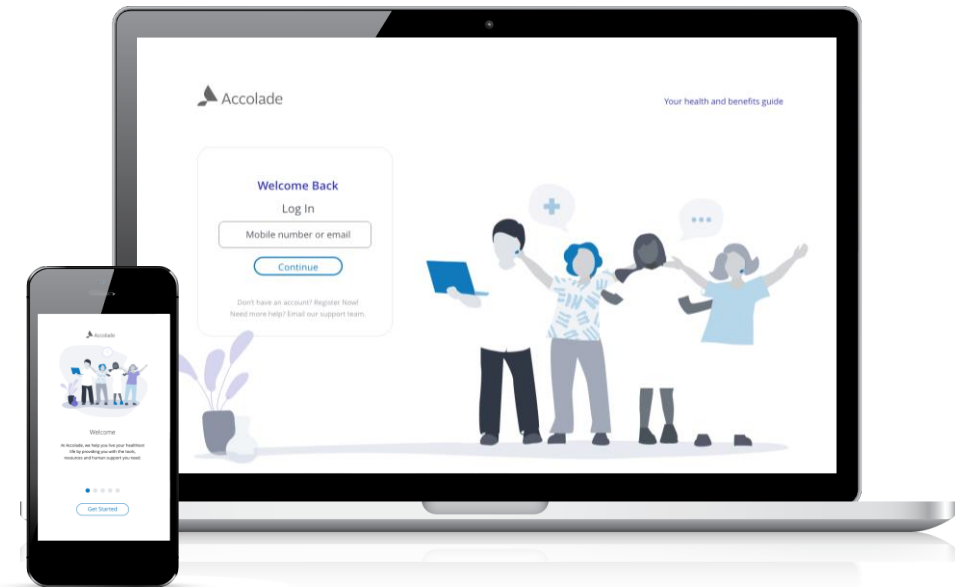 Accolade
Your health and benefits guide
Welcome Back
Log In
Mobile number or email
Continue
Don't have an account? Register Now!
Need more help? Email our support team.
Accolade
Welcome
At Accolade, we help you live your healthiest
life by providing you with the tools,
resources and human support you need.
Get Started